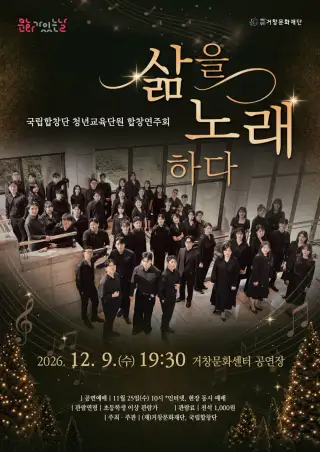 문화가있는날
(재)거창문화재단
삶을
노래
하다
국립합창단 청년교육단원 합창연주회
2026. 12. 9.(수) 19:30 거창문화센터 공연장
| 공연예매 | 11월 25일(수) 10시 *인터넷, 현장 동시 예매
| 관람연령 | 초등학생 이상 관람가 | 관람료 | 전석 1,000원
| 주최·주관 | (재)거창문화재단, 국립합창단